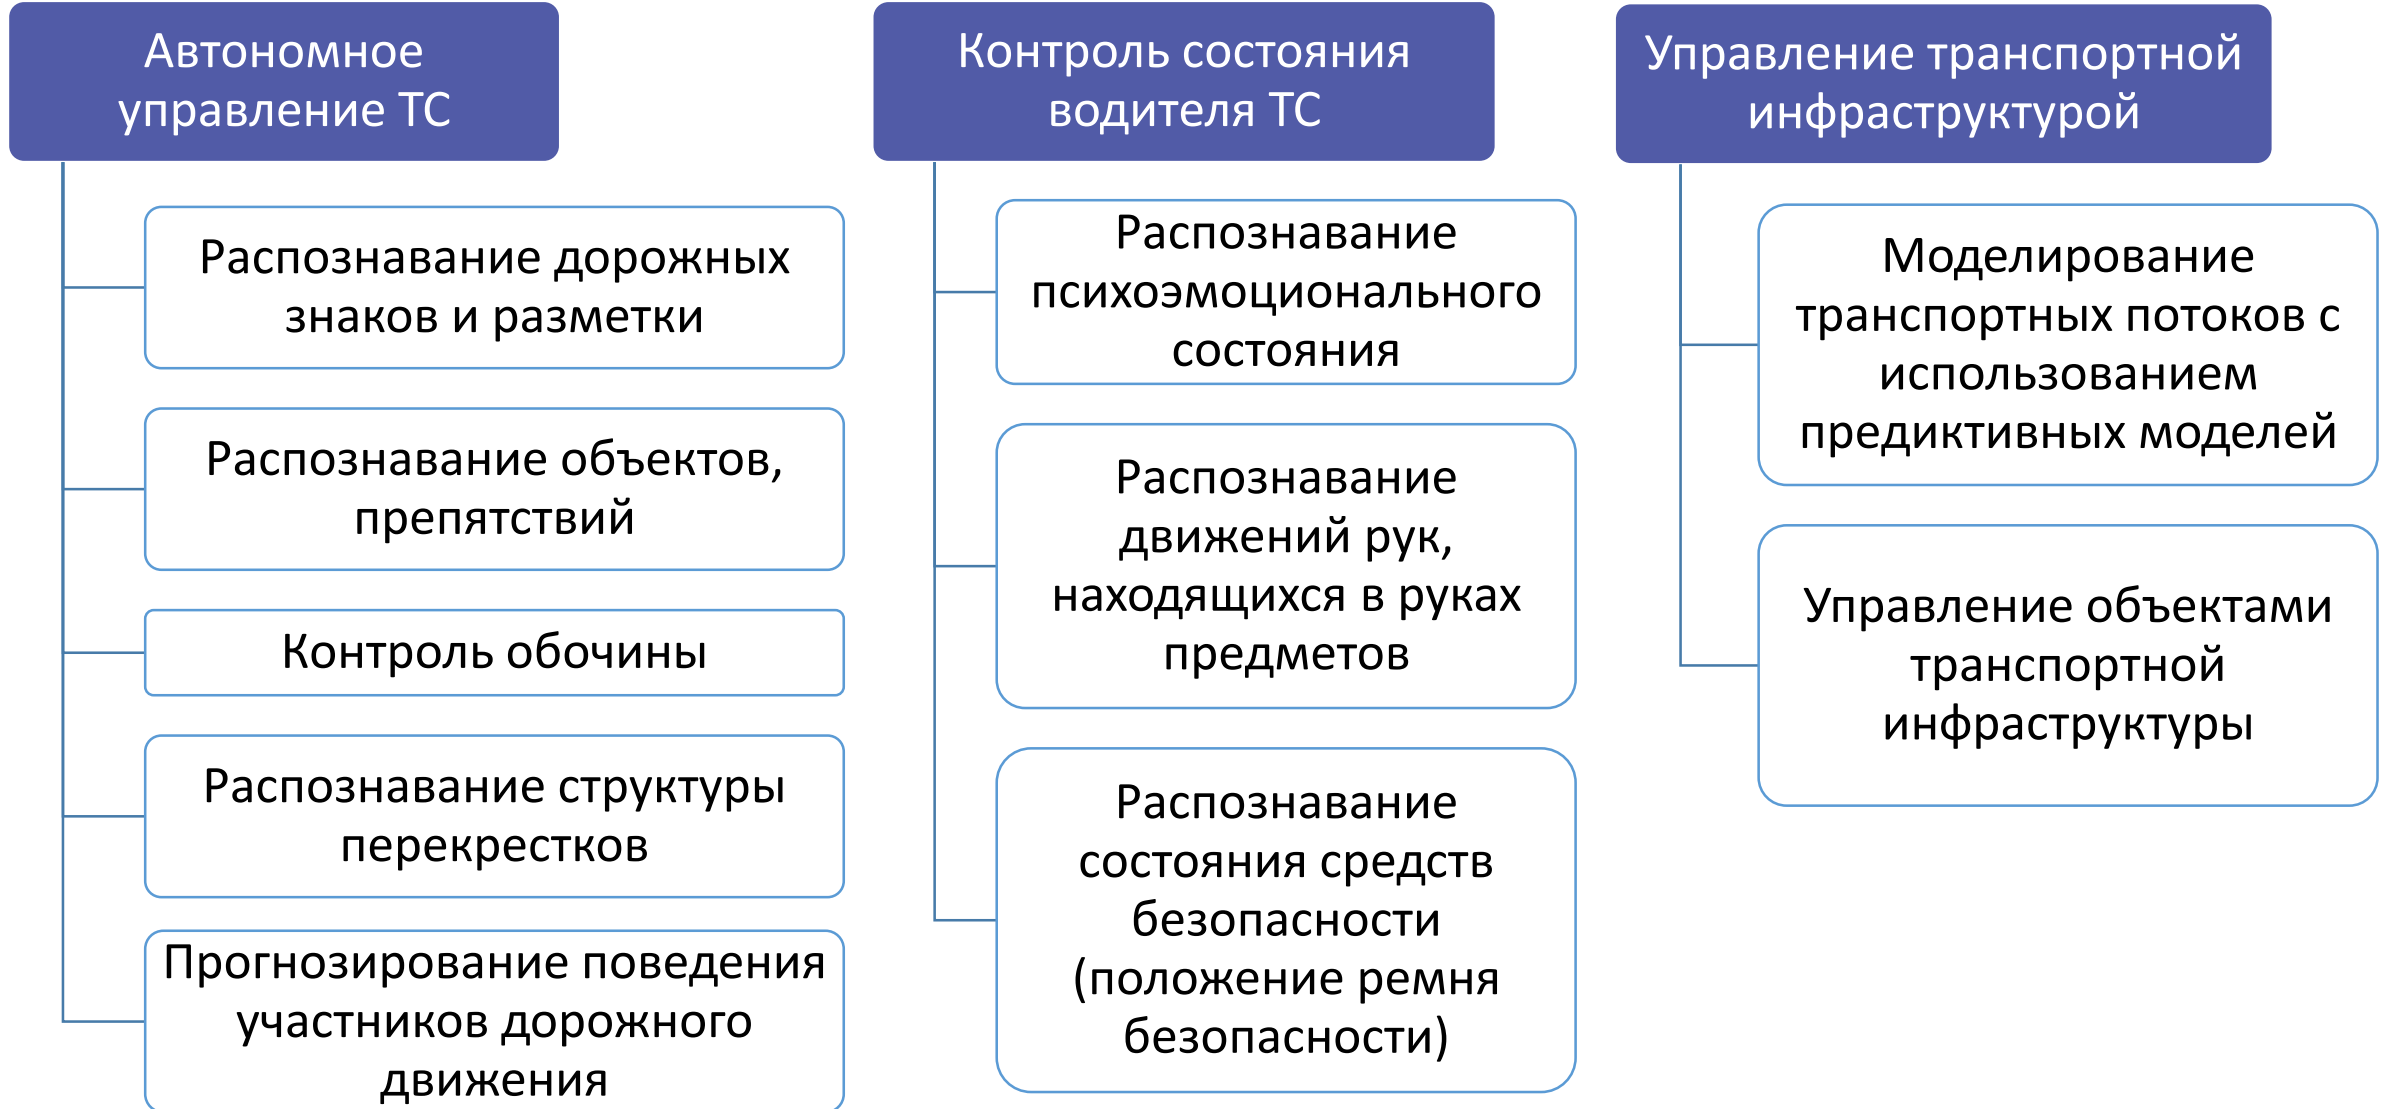 Автономное
управление ТС
Распознавание дорожных
знаков и разметки
Распознавание объектов,
препятствий
Контроль обочины
Распознавание структуры
перекрестков
Прогнозирование поведения
участников дорожного
движения
Контроль состояния
водителя ТС
Распознавание
психоэмоционального
состояния
Распознавание
движений рук,
находящихся в руках
предметов
Распознавание
состояния средств
безопасности
(положение ремня
безопасности)
Управление транспортной
инфраструктурой
Моделирование
транспортных потоков с
использованием
предиктивных моделей
Управление объектами
транспортной
инфраструктуры